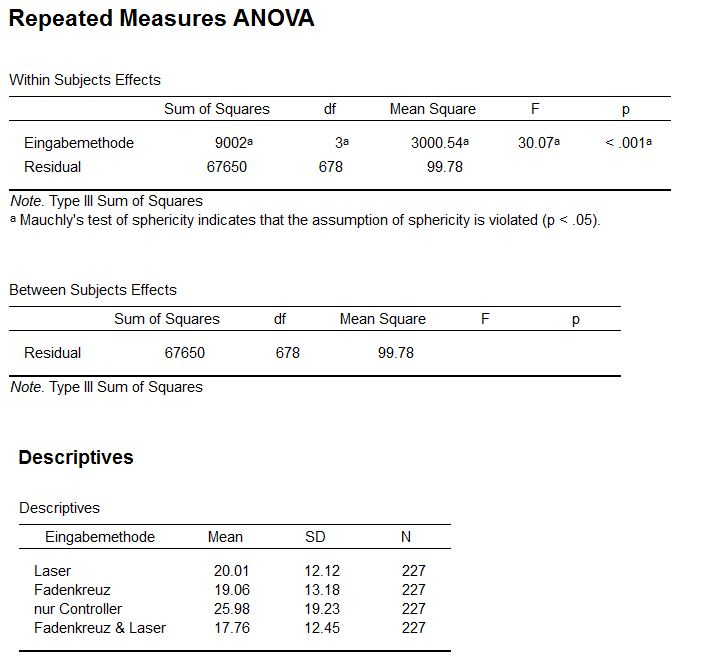 Repeated Measures ANOVA
Within Subjects Effects
Sum of Squares df Mean Square F p
Eingabemethode 9002ᵃ 3ᵃ 3000.54ᵃ 30.07ᵃ < .001ᵃ
Residual 67650 678 99.78
Note. Type III Sum of Squares
ᵃ Mauchly's test of sphericity indicates that the assumption of sphericity is violated (p < .05).
Between Subjects Effects
Sum of Squares df Mean Square F p
Residual 67650 678 99.78
Note. Type III Sum of Squares
Descriptives
Descriptives
Eingabemethode Mean SD N
Laser 20.01 12.12 227
Fadenkreuz 19.06 13.18 227
nur Controller 25.98 19.23 227
Fadenkreuz & Laser 17.76 12.45 227